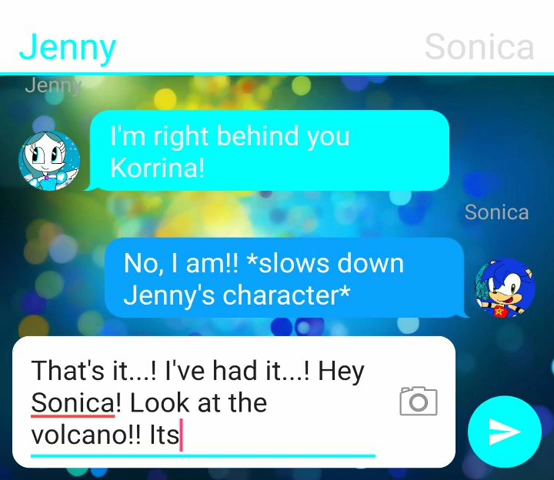 Jenny Sonica
Jenny
I'm right behind you
Korrina!
Sonica
No, I am!! *slows down
Jenny's character*
That's it...! I've had it...! Hey
Sonica! Look at the
volcano!! Its